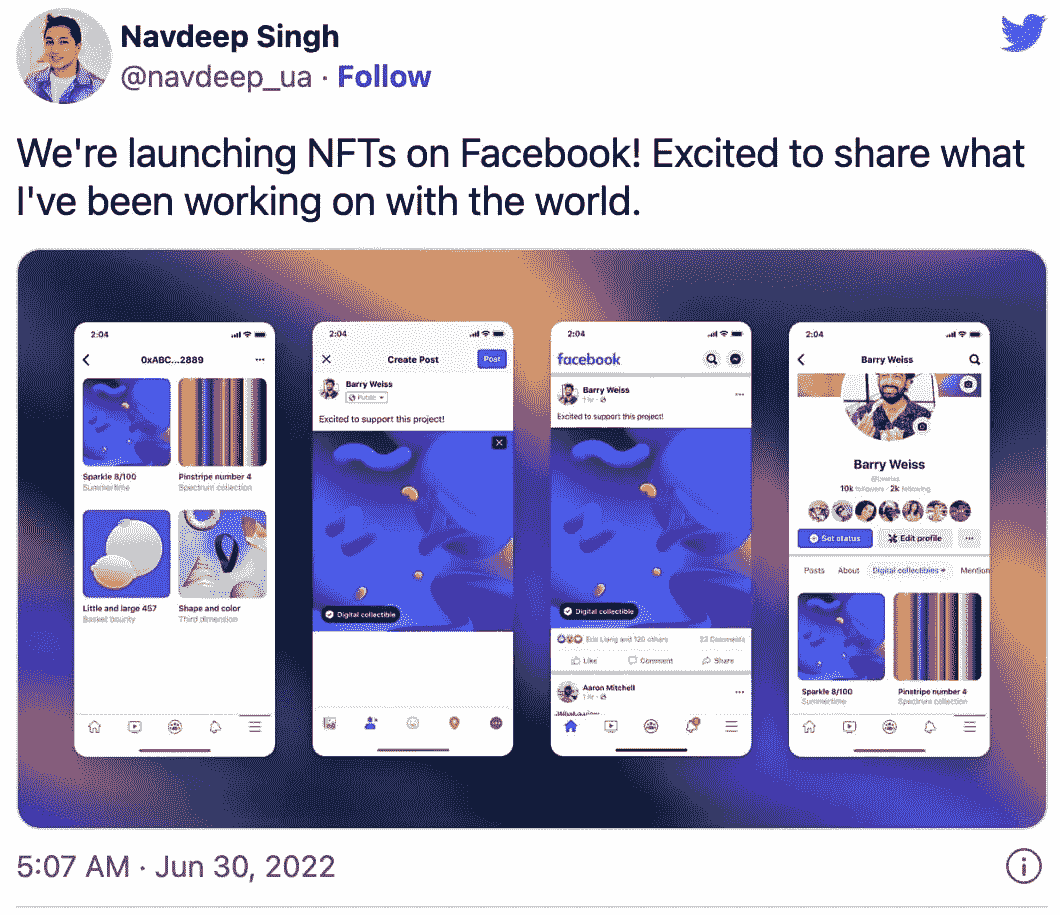 Navdeep Singh
@navdeep_ua · Follow
We're launching NFTs on Facebook! Excited to share what
I've been working on with the world.
2:04
0xABC...2889
Sparkle 8/100
Summertime
Pinstripe number 4
Spectrum collection
Little and large 457
Basket bounty
Shape and color
Third dimension
2:04
Create Post
Post
Barry Weiss
Public
Excited to support this project!
Digital collectible
2:04
facebook
Barry Weiss
1 hr ·
Excited to support this project!
Digital collectible
Eric Liang and 120 others
23 Comments
Like
Comment
Share
Aaron Mitchell
1 hr ·
2:04
Barry Weiss
Barry Weiss
10k followers · 2k following
Set status
Edit profile
Posts
About
Digital collectibles
Mention
Sparkle 8/100
Summertime
Pinstripe number 4
Spectrum collection
5:07 AM · Jun 30, 2022